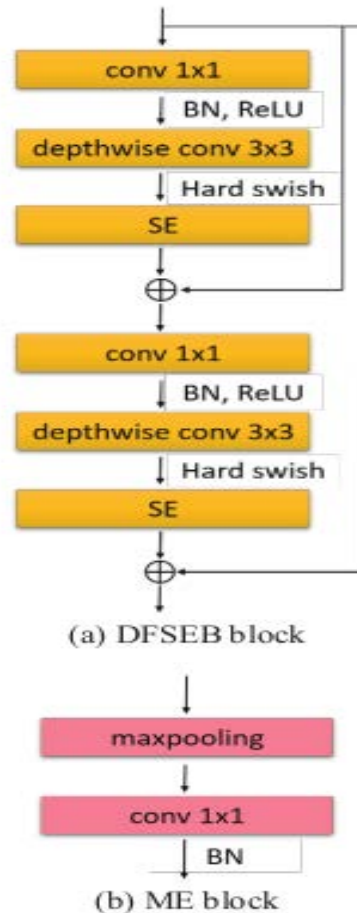 conv 1x1
BN, ReLU
depthwise conv 3x3
Hard swish
SE
conv 1x1
BN, ReLU
depthwise conv 3x3
Hard swish
SE
(a) DFSEB block
maxpooling
conv 1x1
BN
(b) ME block